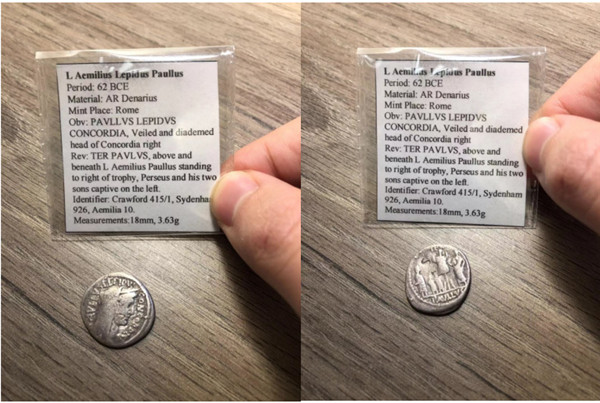 L Aemilius Lepidus Paullus
Period: 62 BCE
Material: AR Denarius
Mint Place: Rome
Obv: PAVLLVS LEPIDVS
CONCORDIA, Veiled and diademed
head of Concordia right
Rev: TER PAVLVS, above and
beneath L Aemilius Paullus standing
to right of trophy, Perseus and his two
sons captive on the left.
Identifier: Crawford 415/1, Sydenha
926, Aemilia 10.
Measurements:18mm, 3.63g
L Aemilius Lepidus Paullus
Period: 62 BCE
Material: AR Denarius
Mint Place: Rome
Obv: PAVLLVS LEPIDVS
CONCORDIA, Veiled and diademed
head of Concordia right
Rev: TER PAVLVS, above and
beneath L Aemilius Paullus standing
to right of trophy, Perseus and his two
sons captive on the left.
Identifier: Crawford 415/1, Sydenham
926, Aemilia 10.
Measurements:18mm, 3.63g